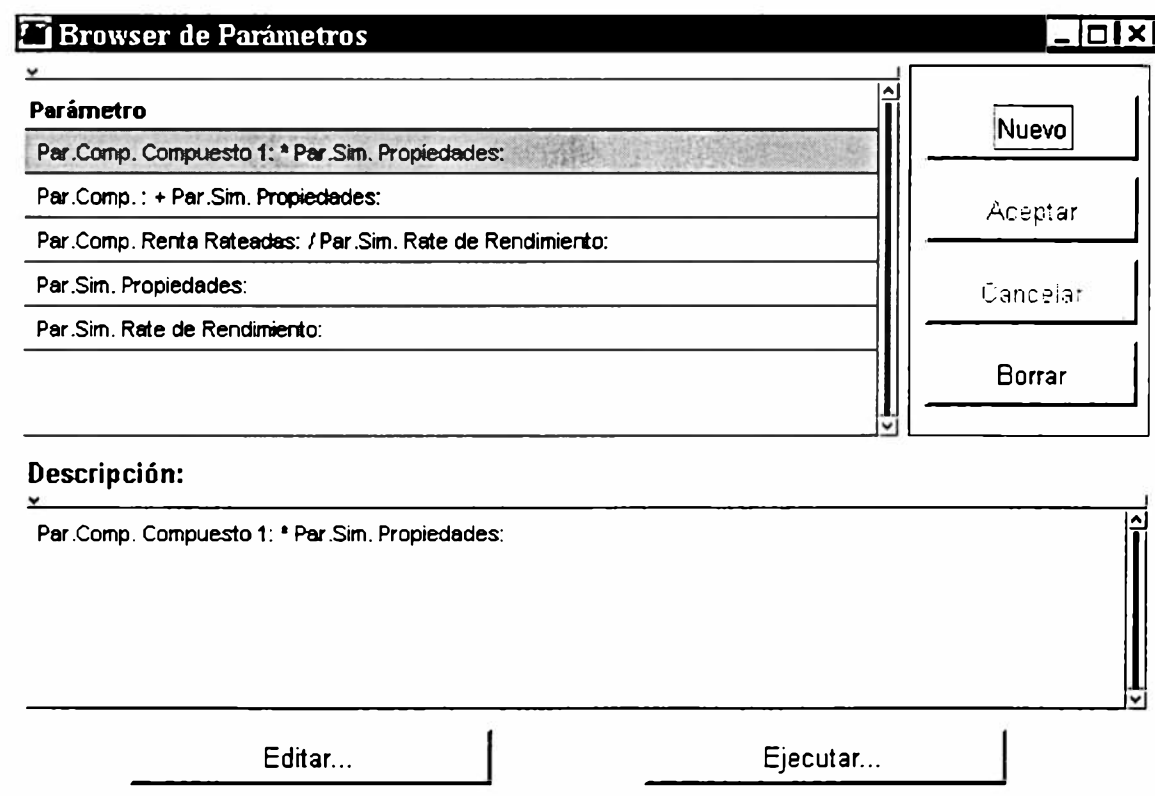 Browser de Parámetros
Parámetro
Par.Comp. Compuesto 1: * Par.Sim. Propiedades:
Par.Comp. : + Par.Sim. Propiedades:
Par.Comp. Renta Rateadas: / Par.Sim. Rate de Rendimiento:
Par.Sim. Propiedades:
Par.Sim. Rate de Rendimiento:
Nuevo
Aceptar
Cancelar
Borrar
Descripción:
Par.Comp. Compuesto 1: * Par.Sim. Propiedades:
Editar...
Ejecutar...